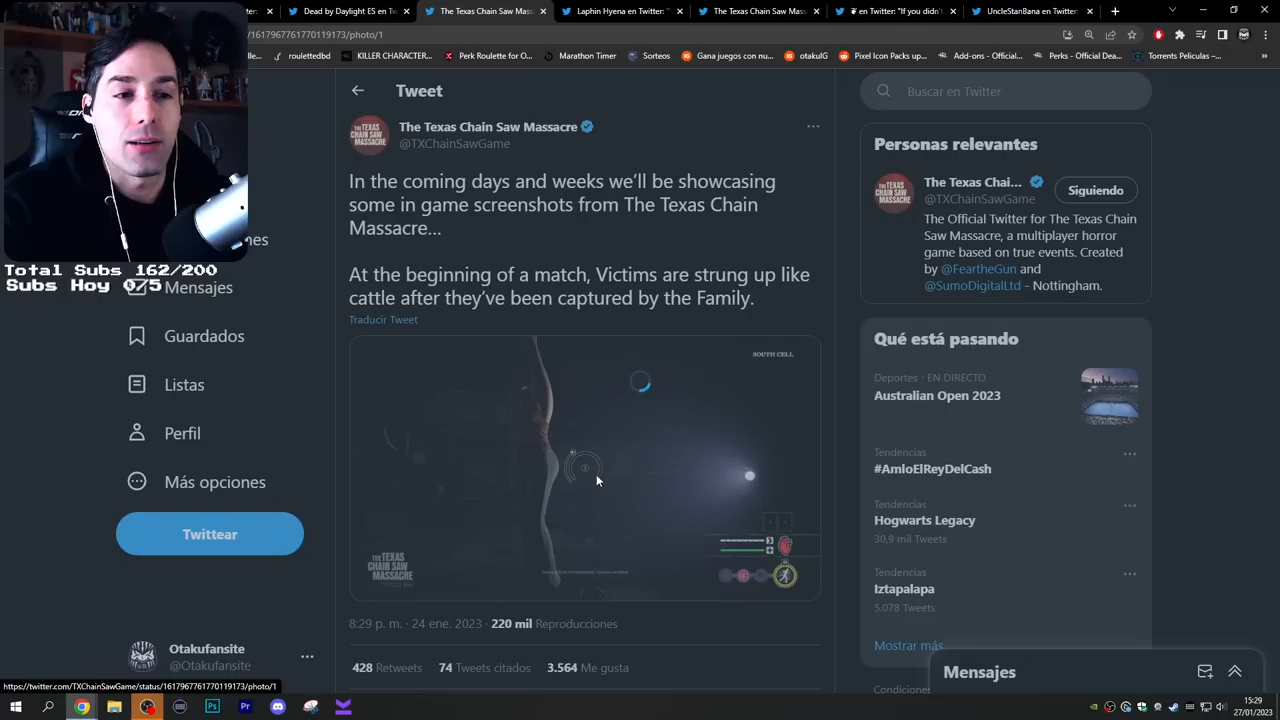 Dead by Daylight ES en Tw
The Texas Chain Saw Mass
Laphin Hyena en Twitter: "
The Texas Chain Saw Mass
en Twitter: "If you didn'
UncleStanBa en Twitter:
/1617967761770119173/photo/1
roulettedbd
KILLER CHARACTER...
Perk Roulette for O...
Marathon Timer
Sorteos
Gana juegos con nu...
otakulG
Pixel Icon Packs up...
Add-ons - Official...
Perks - Official Dea...
Torrents Peliculas -...
Tweet
Buscar en Twitter
The Texas Chain Saw Massacre
@TXChainSawGame
In the coming days and weeks we'll be showcasing
some in game screenshots from The Texas Chain
Massacre...
At the beginning of a match, Victims are strung up like
cattle after they've been captured by the Family.
Traducir Tweet
SOUTH CELL
THE TEXAS
CHAIN SAW
MASSACRE
8:29 p. m. · 24 ene. 2023 · 220 mil Reproducciones
428 Retweets 74 Tweets citados 3.564 Me gusta
Personas relevantes
The Texas Chai...
@TXChainSawGame
Siguiendo
The Official Twitter for The Texas Chain
Saw Massacre, a multiplayer horror
game based on true events. Created
by @FeartheGun and
@SumoDigitalLtd - Nottingham.
Qué está pasando
Deportes · EN DIRECTO
Australian Open 2023
Tendencias
#AmloElReyDelCash
Tendencias
Hogwarts Legacy
30,9 mil Tweets
Tendencias
Iztapalapa
5.078 Tweets
Mostrar más
Condiciones
Mensajes
Total Subs 162/200
Subs Hoy 0/5
nes
Mensajes
Guardados
Listas
Perfil
Más opciones
Twittear
Otakufansite
@Otakufansite
https://twitter.com/TXChainSawGame/status/1617967761770119173/photo/1
15:29
27/01/2023